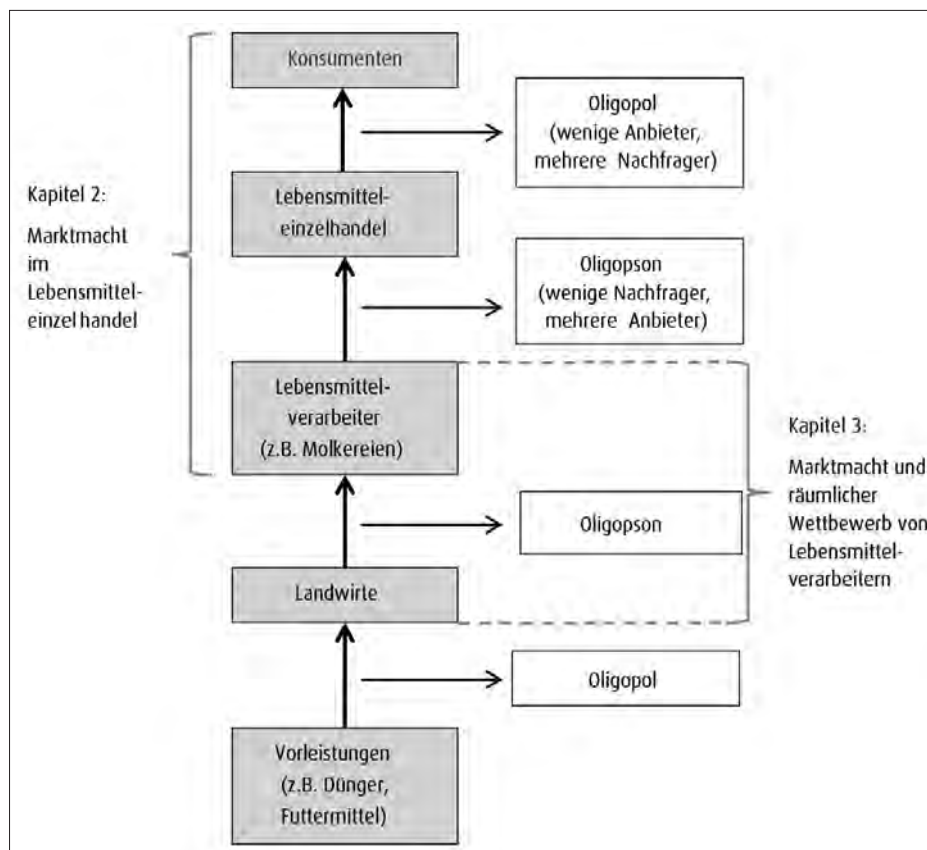 Konsumenten
Oligopol
(wenige Anbieter,
mehrere Nachfrager)
Kapitel 2:
Marktmacht
im
Lebensmittel-
einzel handel
Lebensmittel-
einzelhandel
Oligopson
(wenige Nachfrager,
mehrere Anbieter)
Lebensmittel-
verarbeiter
(z.B. Molkereien)
Kapitel 3:
Marktmacht und
räumlicher
Wettbewerb von
Lebensmittel-
verarbeitern
Oligopson
Landwirte
Oligopol
Vorleistungen
(z.B. Dünger,
Futtermittel)